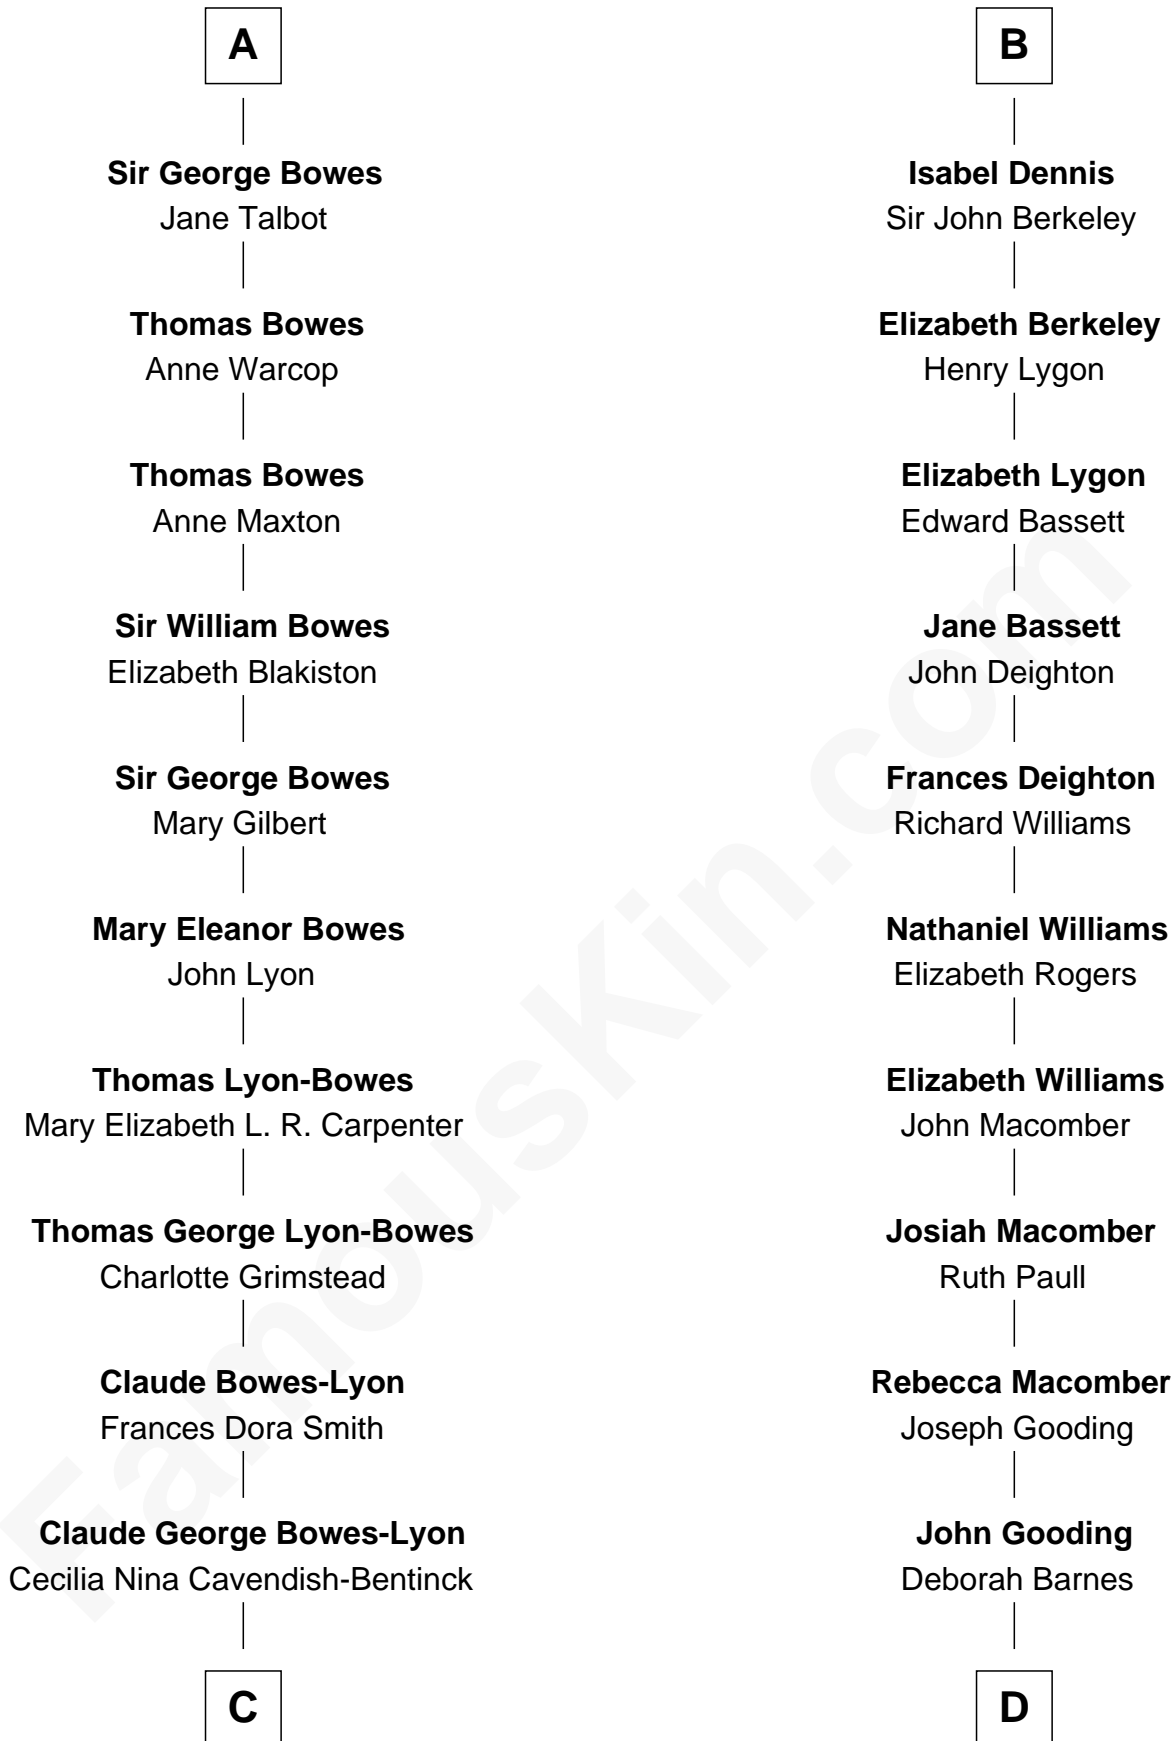 A
Sir George Bowes
Jane Talbot
Thomas Bowes
Anne Warcop
Thomas Bowes
Anne Maxton
Sir William Bowes
Elizabeth Blakiston
Sir George Bowes
Mary Gilbert
Mary Eleanor Bowes
John Lyon
Thomas Lyon-Bowes
Mary Elizabeth L. R. Carpenter
Thomas George Lyon-Bowes
Charlotte Grimstead
Claude Bowes-Lyon
Frances Dora Smith
Claude George Bowes-Lyon
Cecilia Nina Cavendish-Bentinck
C
B
Isabel Dennis
Sir John Berkeley
Elizabeth Berkeley
Henry Lygon
Elizabeth Lygon
Edward Bassett
Jane Bassett
John Deighton
Frances Deighton
Richard Williams
Nathaniel Williams
Elizabeth Rogers
Elizabeth Williams
John Macomber
Josiah Macomber
Ruth Paull
Rebecca Macomber
Joseph Gooding
John Gooding
Deborah Barnes
D
FamousKin.com